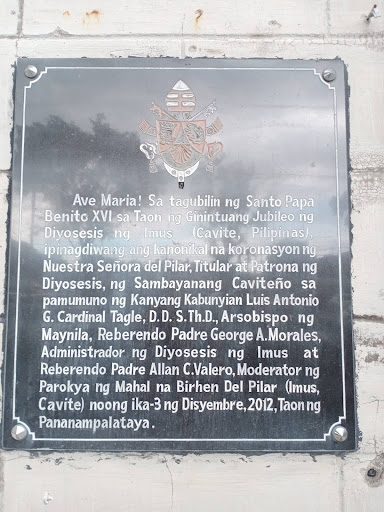 Ave Maria! Sa tagubilin ng Santo Papa
Benito XVI sa Taon ng Ginintuang Jubileo ng
Diyosesis ng Imus (Cavite, Pilipinas),
ipinagdiwang ang kanonikal na koronasyon ng
Nuestra Señora del Pilar, Titular at Patrona ng
Diyosesis, ng Sambayanang Caviteño sa
pamumuno ng Kanyang Kabunyian Luis Antonio
G. Cardinal Tagle, D.D. S.Th.D., Arsobispo ng
Maynila, Reberendo Padre George A. Morales,
Administrador ng Diyosesis ng Imus at
Reberendo Padre Allan C. Valero, Moderator ng
Parokya ng Mahal na Birhen Del Pilar (Imus,
Cavite) noong ika-3 ng Disyembre, 2012, Taon ng
Pananampalataya.